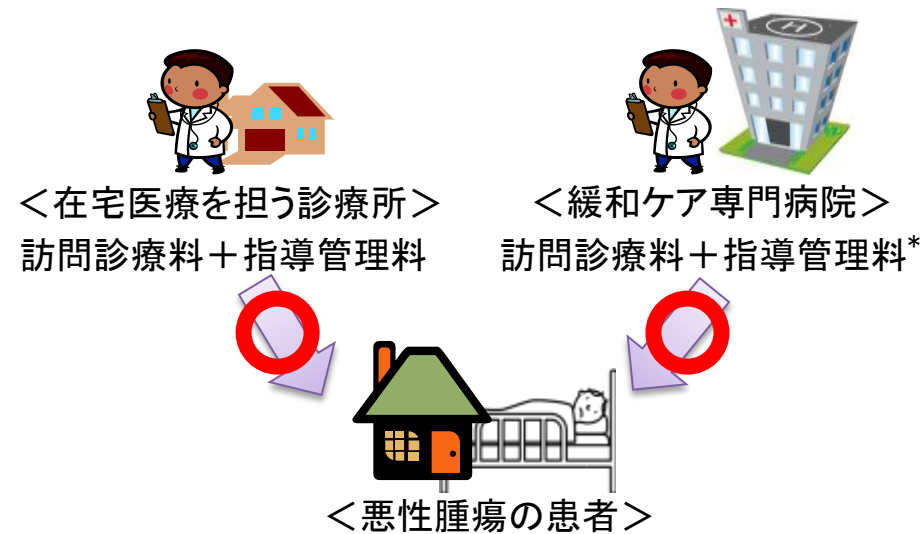 ＜在宅医療を担う診療所＞
訪問診療料＋指導管理料
＜緩和ケア専門病院＞
訪問診療料＋指導管理料*
＜悪性腫瘍の患者＞
H